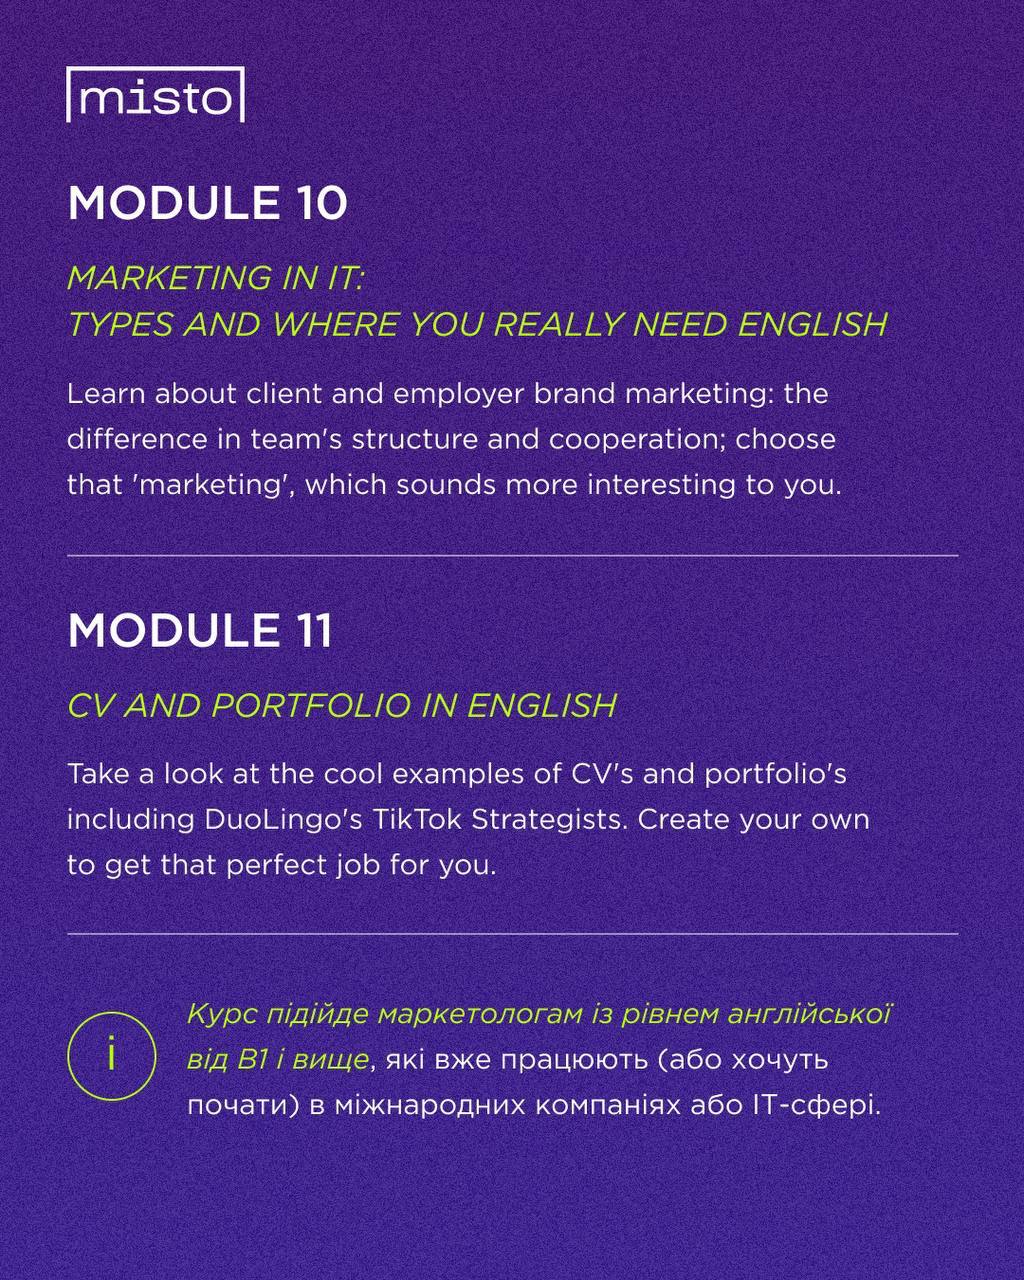 misto
MODULE 10
MARKETING IN IT:
TYPES AND WHERE YOU REALLY NEED ENGLISH
Learn about client and employer brand marketing: the
difference in team's structure and cooperation; choose
that 'marketing', which sounds more interesting to you.
MODULE 11
CV AND PORTFOLIO IN ENGLISH
Take a look at the cool examples of CV's and portfolio's
including DuoLingo's TikTok Strategists. Create your own
to get that perfect job for you.
i
Курс підійде маркетологам із рівнем англійської
від B1 і вище, які вже працюють (або хочуть
почати) в міжнародних компаніях або IT-сфері.